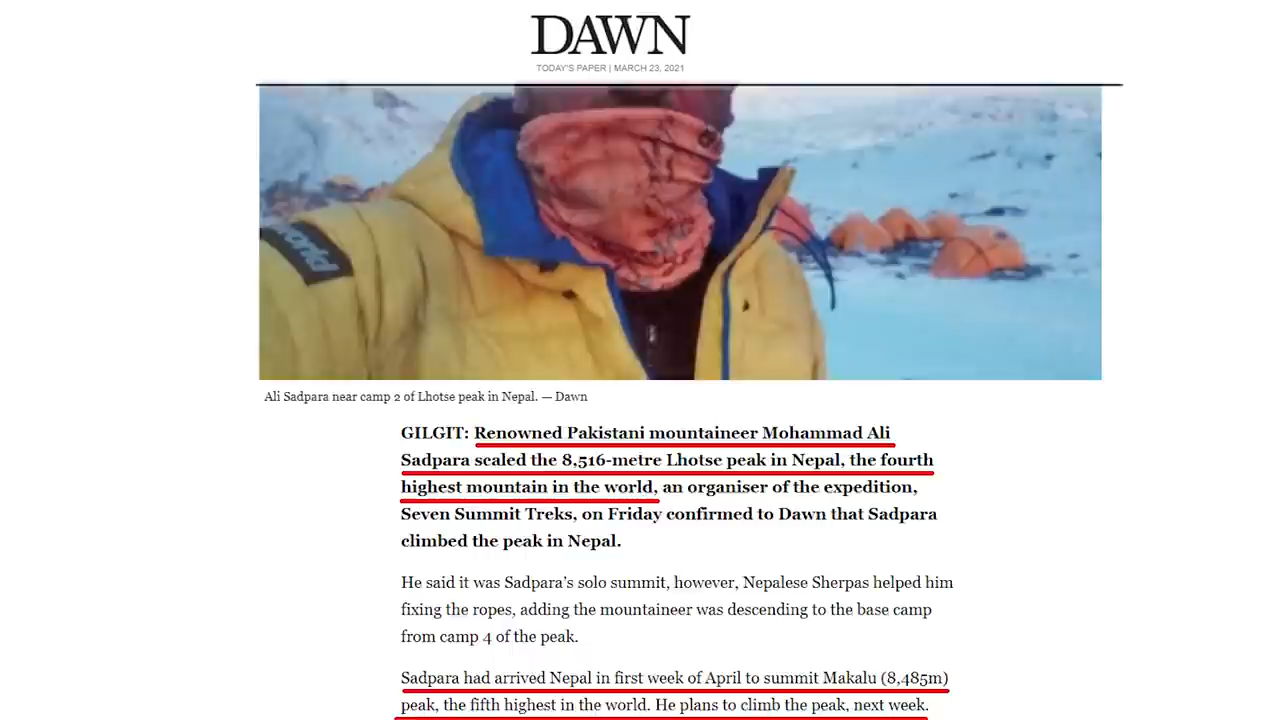 DAWN
TODAY'S PAPER | MARCH 23, 2021
Ali Sadpara near camp 2 of Lhotse peak in Nepal. — Dawn
GILGIT: Renowned Pakistani mountaineer Mohammad Ali
Sadpara scaled the 8,516-metre Lhotse peak in Nepal, the fourth
highest mountain in the world, an organiser of the expedition,
Seven Summit Treks, on Friday confirmed to Dawn that Sadpara
climbed the peak in Nepal.
He said it was Sadpara’s solo summit, however, Nepalese Sherpas helped him
fixing the ropes, adding the mountaineer was descending to the base camp
from camp 4 of the peak.
Sadpara had arrived Nepal in first week of April to summit Makalu (8,485m)
peak, the fifth highest in the world. He plans to climb the peak, next week.